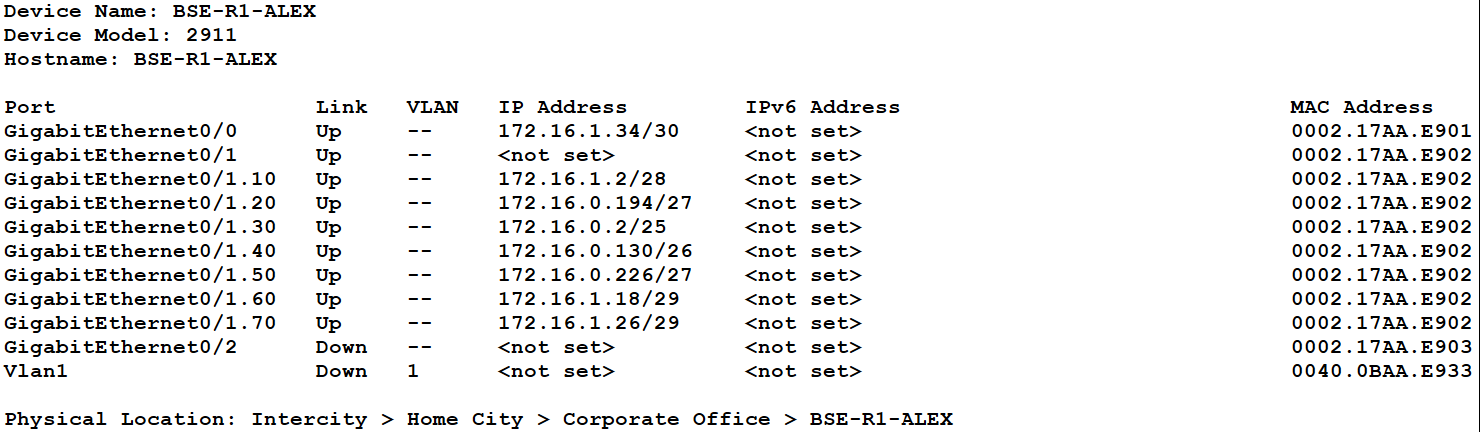 Device Name: BSE-R1-ALEX
Device Model: 2911
Hostname: BSE-R1-ALEX

Port                    Link   VLAN   IP Address         IPv6 Address                              MAC Address
GigabitEthernet0/0      Up     --     172.16.1.34/30     <not set>                                 0002.17AA.E901
GigabitEthernet0/1      Up     --     <not set>          <not set>                                 0002.17AA.E902
GigabitEthernet0/1.10   Up     --     172.16.1.2/28      <not set>                                 0002.17AA.E902
GigabitEthernet0/1.20   Up     --     172.16.0.194/27    <not set>                                 0002.17AA.E902
GigabitEthernet0/1.30   Up     --     172.16.0.2/25      <not set>                                 0002.17AA.E902
GigabitEthernet0/1.40   Up     --     172.16.0.130/26    <not set>                                 0002.17AA.E902
GigabitEthernet0/1.50   Up     --     172.16.0.226/27    <not set>                                 0002.17AA.E902
GigabitEthernet0/1.60   Up     --     172.16.1.18/29     <not set>                                 0002.17AA.E902
GigabitEthernet0/1.70   Up     --     172.16.1.26/29     <not set>                                 0002.17AA.E902
GigabitEthernet0/2      Down   --     <not set>          <not set>                                 0002.17AA.E903
Vlan1                   Down   1      <not set>          <not set>                                 0040.0BAA.E933

Physical Location: Intercity > Home City > Corporate Office > BSE-R1-ALEX